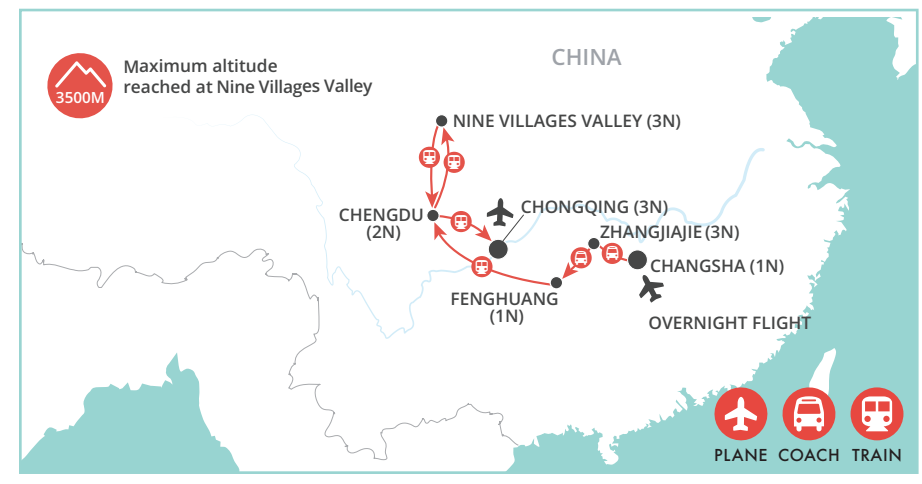 CHINA
Maximum altitude
reached at Nine Villages Valley
3500M
NINE VILLAGES VALLEY (3N)
CHENGDU
(2N)
CHONGQING (3N)
ZHANGJIAJIE (3N)
CHANGSHA (1N)
FENGHUANG
(1N)
OVERNIGHT FLIGHT
PLANE COACH TRAIN